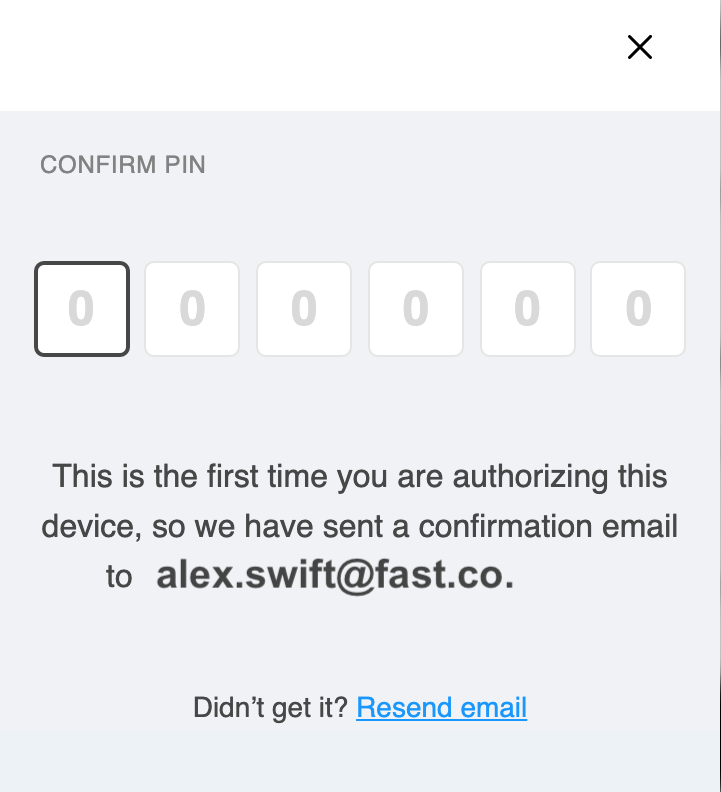 CONFIRM PIN
0 0 0 0 0 0
This is the first time you are authorizing this
device, so we have sent a confirmation email
to alex.swift@fast.co.
Didn’t get it? Resend email